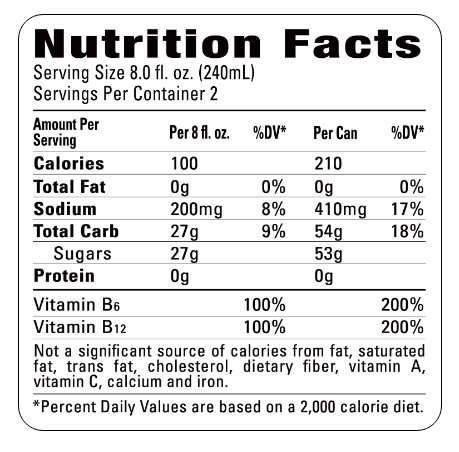 Nutrition Facts
Serving Size 8.0 fl. oz. (240mL)
Servings Per Container 2
Amount Per Serving Per 8 fl. oz. %DV* Per Can %DV*
Calories 100 210
Total Fat 0g 0% 0g 0%
Sodium 200mg 8% 410mg 17%
Total Carb 27g 9% 54g 18%
Sugars 27g 53g
Protein 0g 0g
Vitamin B6 100% 200%
Vitamin B12 100% 200%
Not a significant source of calories from fat, saturated
fat, trans fat, cholesterol, dietary fiber, vitamin A,
vitamin C, calcium and iron.
*Percent Daily Values are based on a 2,000 calorie diet.